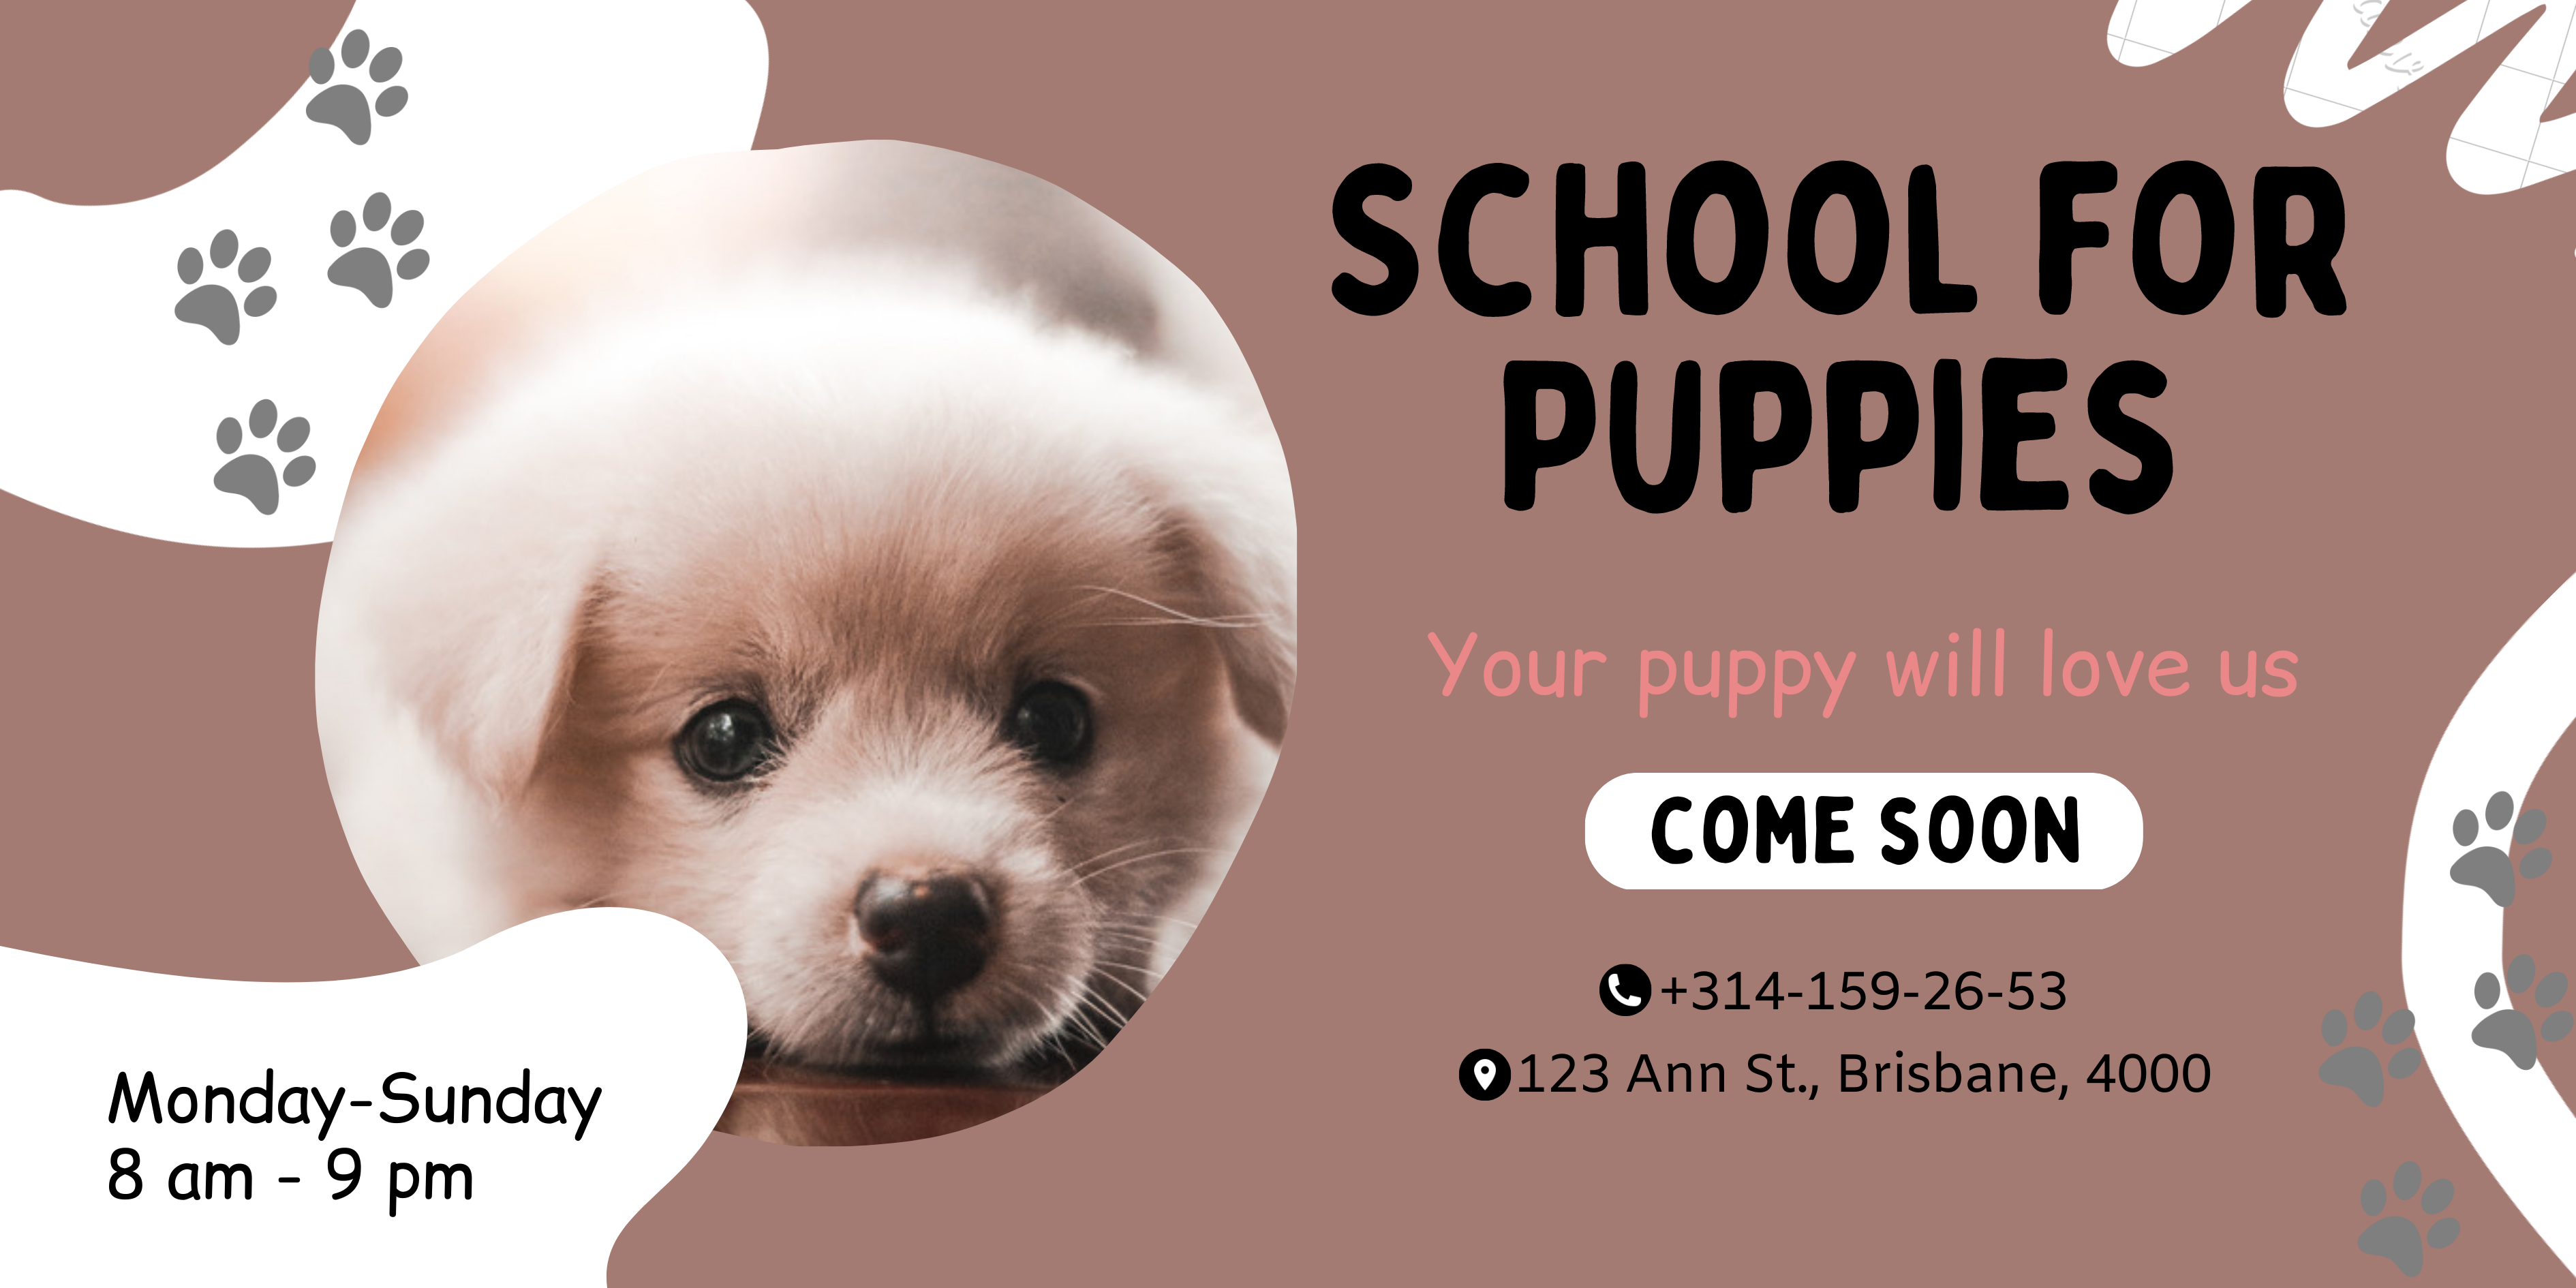 SCHOOL FOR
PUPPIES
Your puppy will love us
COME SOON
+314-159-26-53
123 Ann St., Brisbane, 4000
Monday-Sunday
8 am - 9 pm